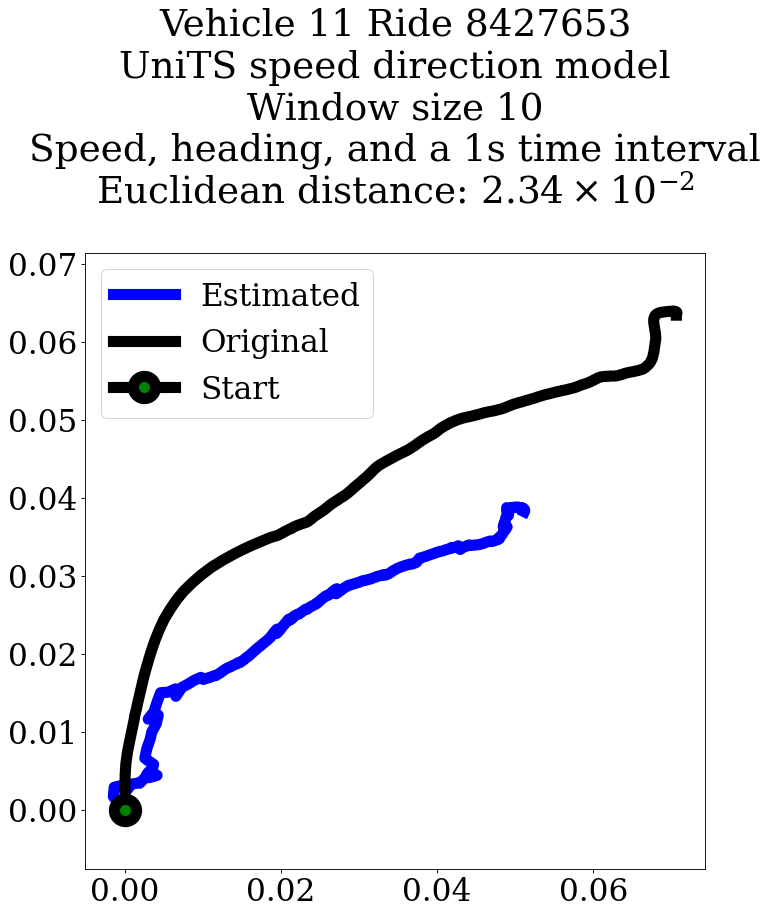 Vehicle 11 Ride 8427653
UniTS speed direction model
Window size 10
Speed, heading, and a 1s time interval
Euclidean distance: 2.34 × 10⁻²
0.07
0.06
0.05
0.04
0.03
0.02
0.01
0.00
Estimated
Original
Start
0.00 0.02 0.04 0.06